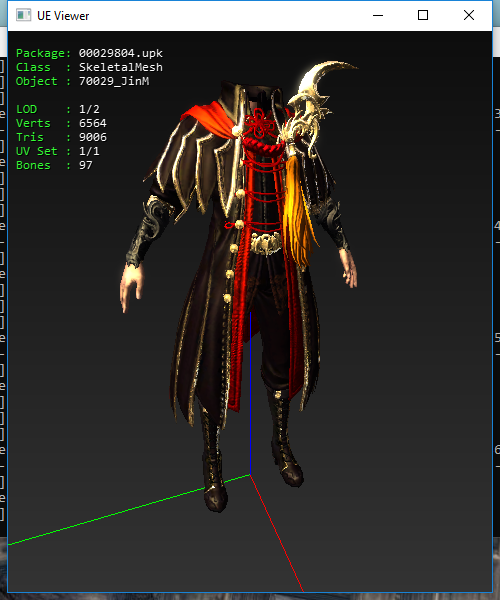 UE Viewer
Package: 00029804.upk
Class : SkeletalMesh
Object : 70029_JinM
LOD : 1/2
Verts : 6564
Tris : 9006
UV Set : 1/1
Bones : 97